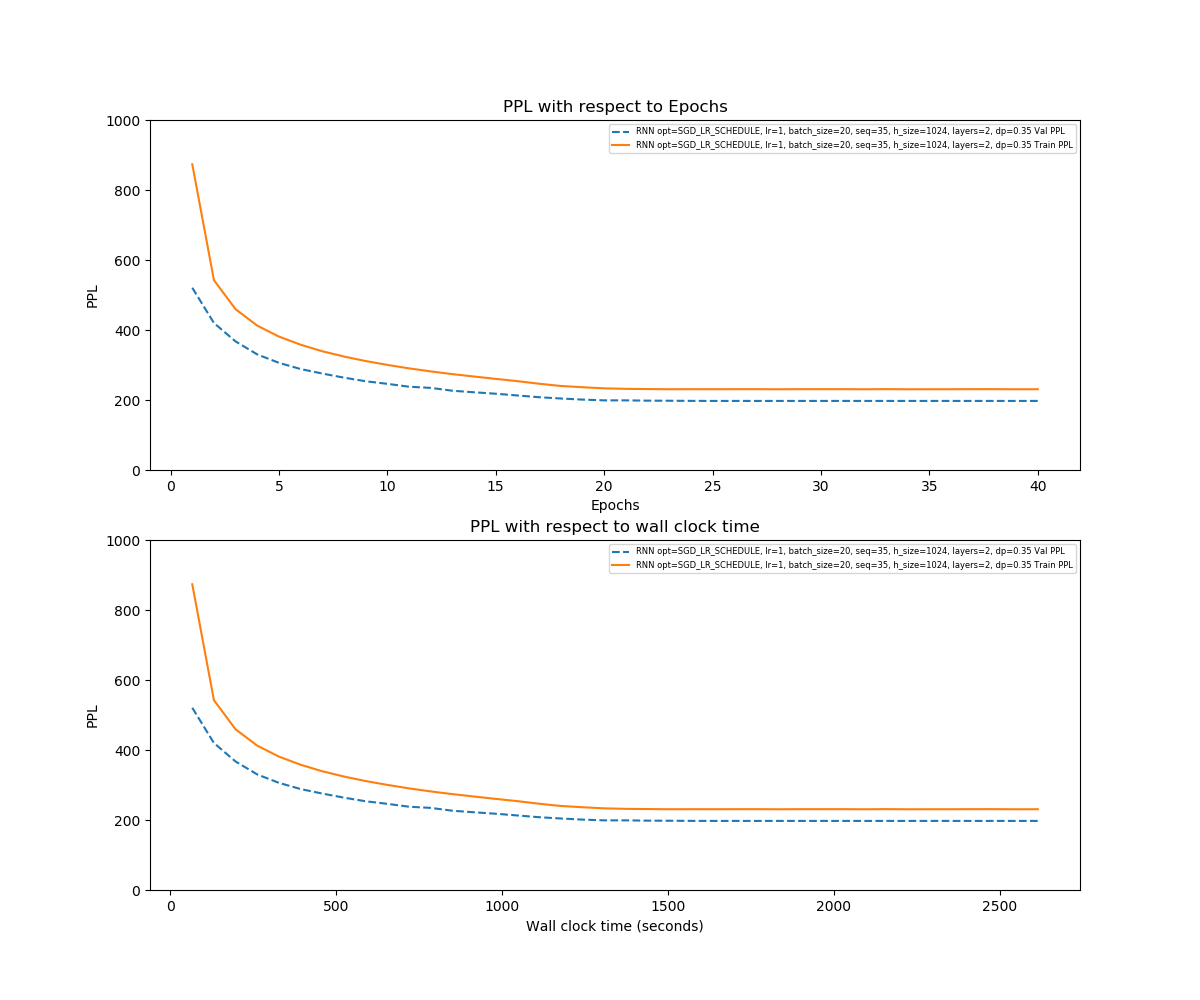 PPL with respect to Epochs
1000
800
600
400
200
0
PPL
RNN opt=SGD_LR_SCHEDULE, lr=1, batch_size=20, seq=35, h_size=1024, layers=2, dp=0.35 Val PPL
RNN opt=SGD_LR_SCHEDULE, lr=1, batch_size=20, seq=35, h_size=1024, layers=2, dp=0.35 Train PPL
0 5 10 15 20 25 30 35 40
Epochs
PPL with respect to wall clock time
1000
800
600
400
200
0
PPL
RNN opt=SGD_LR_SCHEDULE, lr=1, batch_size=20, seq=35, h_size=1024, layers=2, dp=0.35 Val PPL
RNN opt=SGD_LR_SCHEDULE, lr=1, batch_size=20, seq=35, h_size=1024, layers=2, dp=0.35 Train PPL
0 500 1000 1500 2000 2500
Wall clock time (seconds)